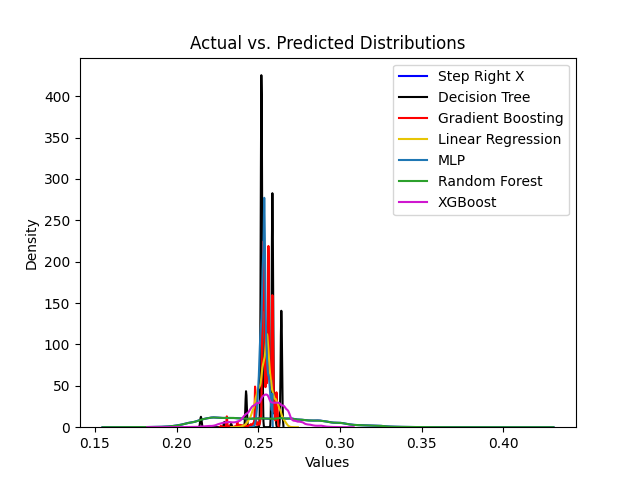 Actual vs. Predicted Distributions
Step Right X
Decision Tree
Gradient Boosting
Linear Regression
MLP
Random Forest
XGBoost
Density
400
350
300
250
200
150
100
50
0
0.15 0.20 0.25 0.30 0.35 0.40
Values